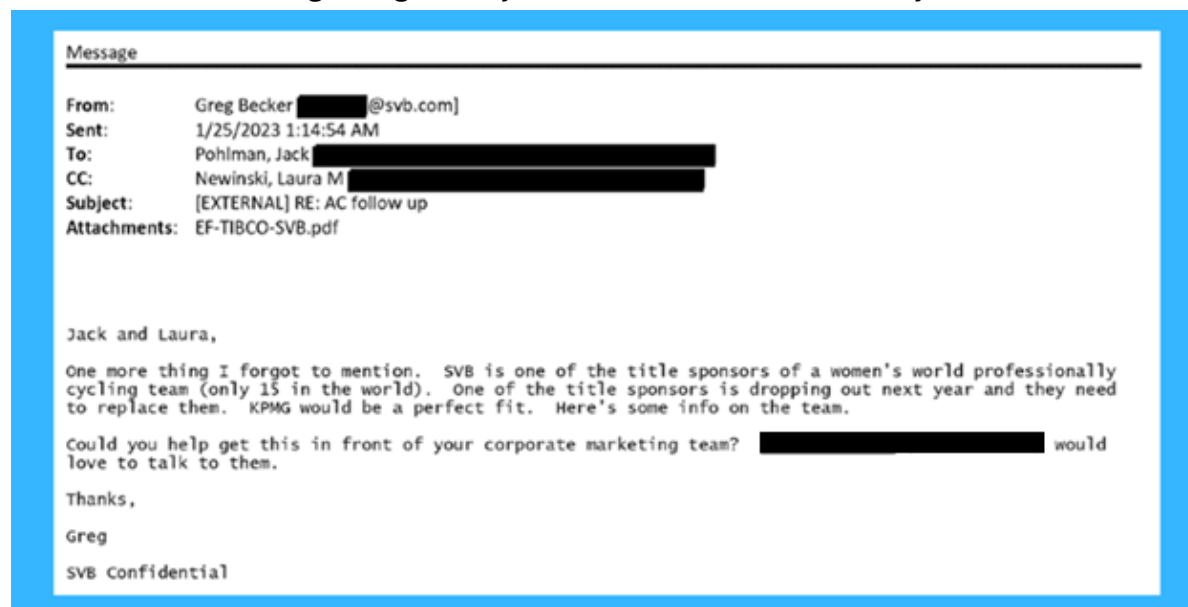 Message
From: Greg Becker @svb.com]
Sent: 1/25/2023 1:14:54 AM
To: Pohlman, Jack
CC: Newinski, Laura M
Subject: [EXTERNAL] RE: AC follow up
Attachments: EF-TIBCO-SVB.pdf
Jack and Laura,
One more thing I forgot to mention. SVB is one of the title sponsors of a women's world professionally
cycling team (only 15 in the world). One of the title sponsors is dropping out next year and they need
to replace them. KPMG would be a perfect fit. Here's some info on the team.
Could you help get this in front of your corporate marketing team? would
love to talk to them.
Thanks,
Greg
SVB Confidential